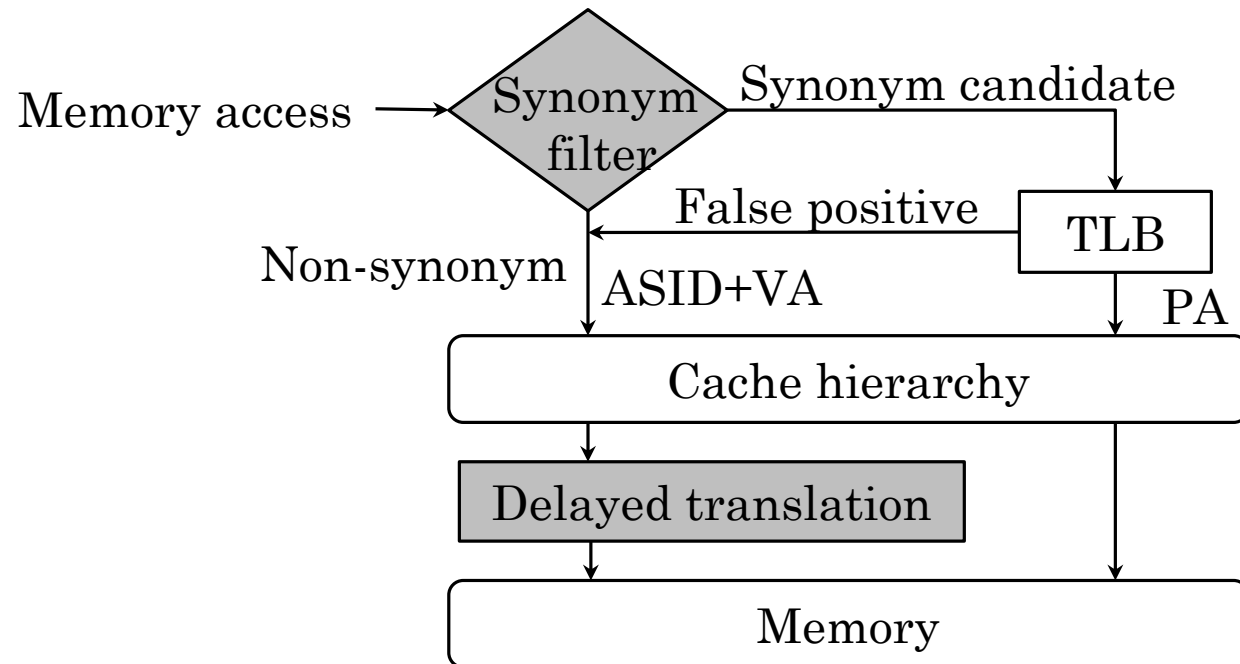 Synonym candidate
Memory access
Synonym
filter
False positive
TLB
Non-synonym
ASID+VA
PA
Cache hierarchy
Delayed translation
Memory